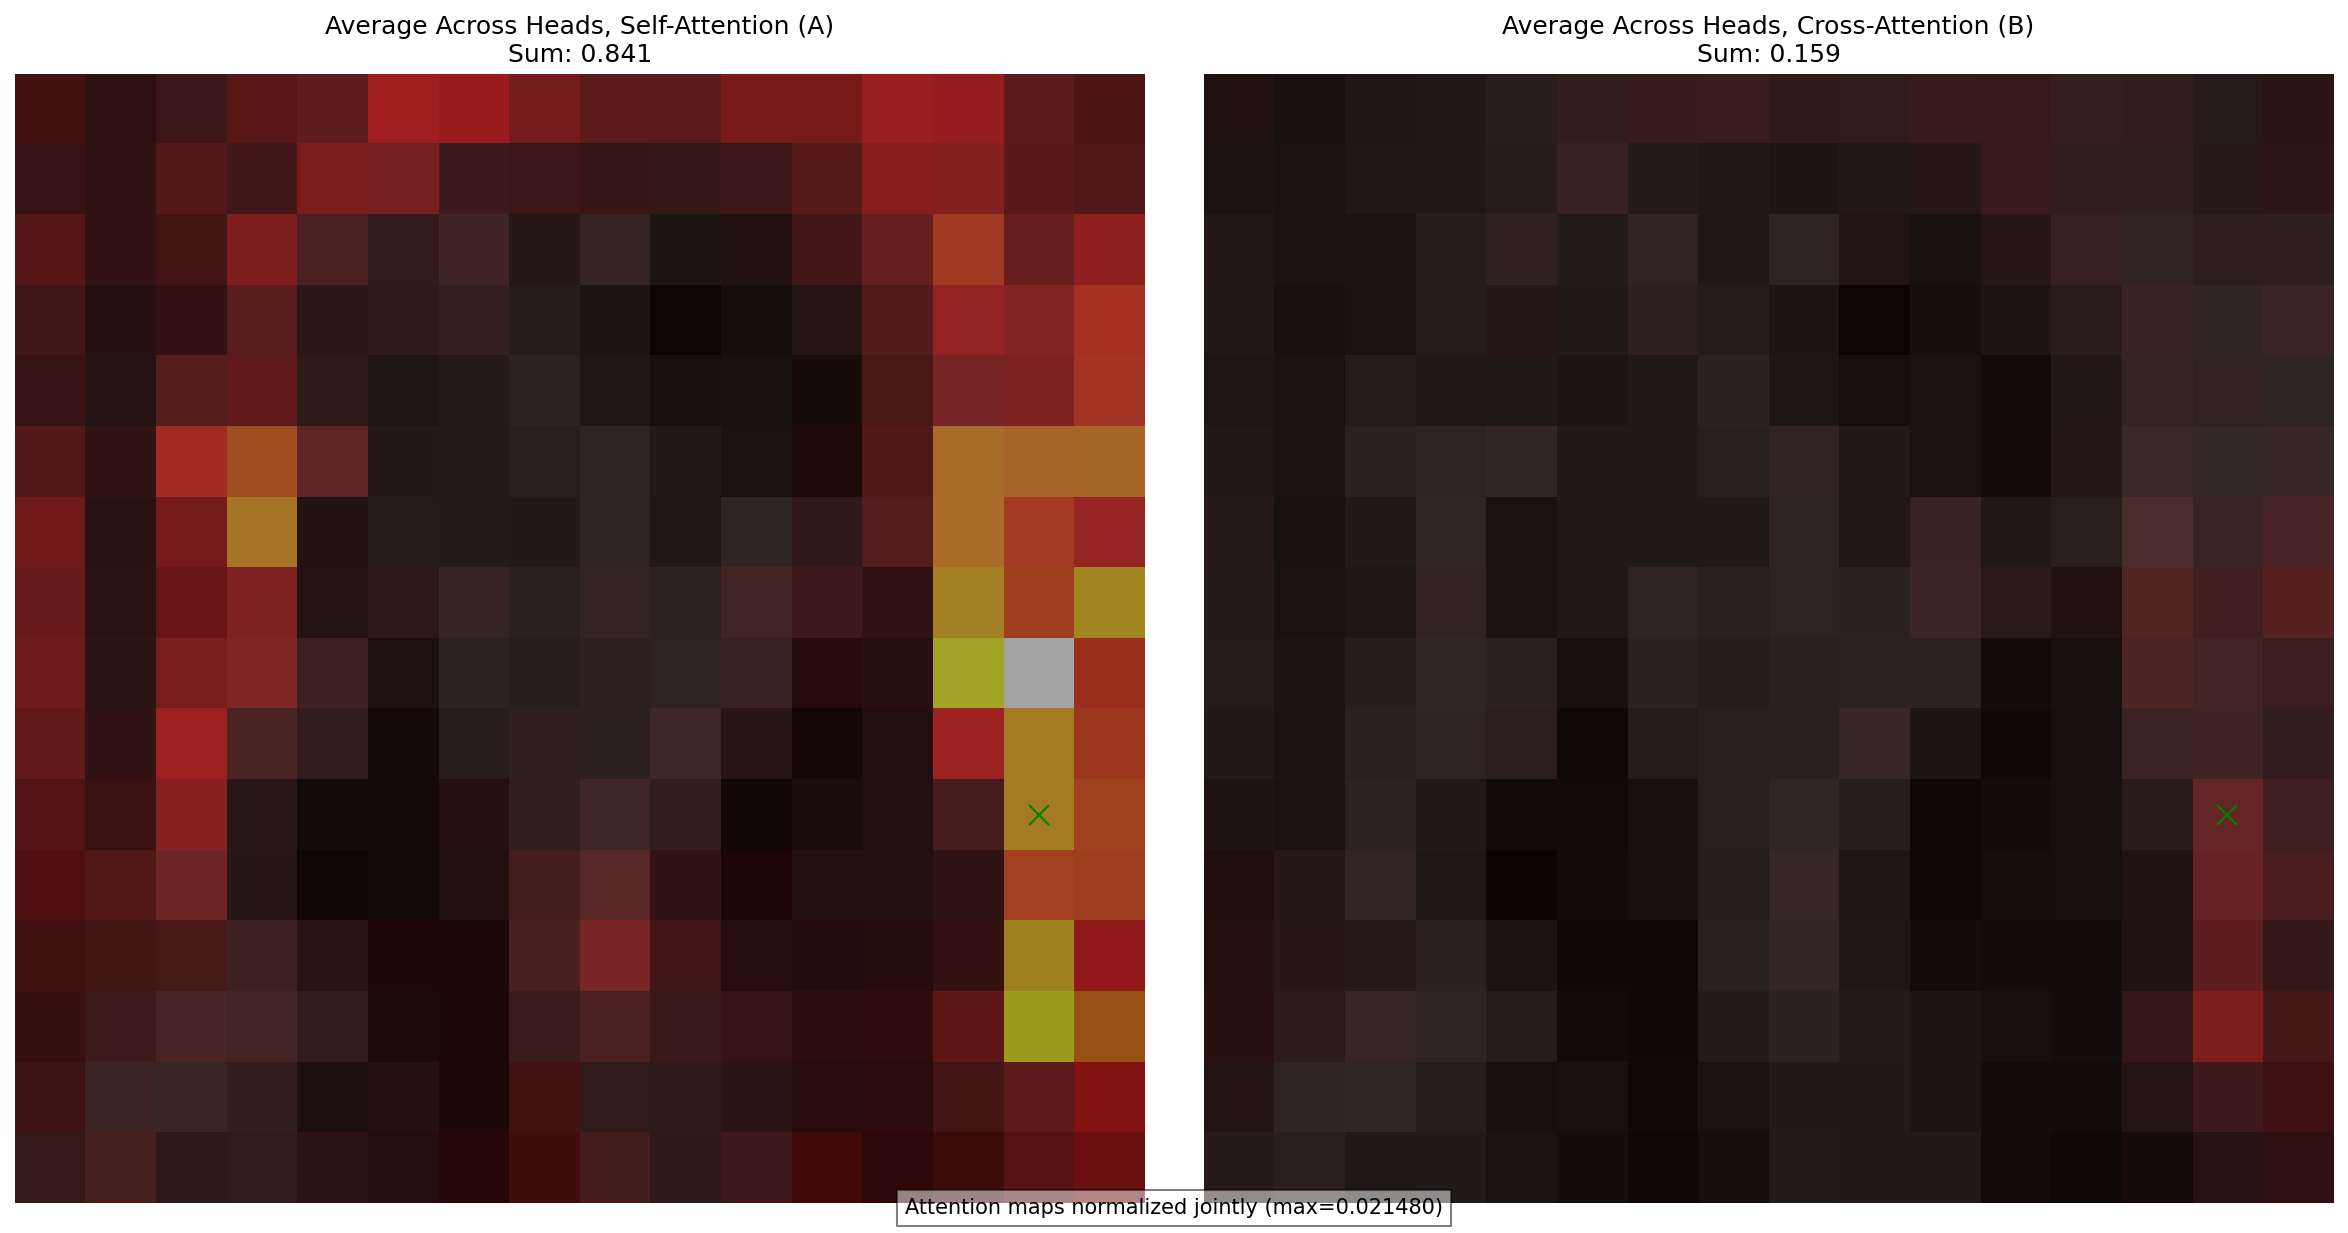 Average Across Heads, Self-Attention (A)
Sum: 0.841
Average Across Heads, Cross-Attention (B)
Sum: 0.159
Attention maps normalized jointly (max=0.021480)